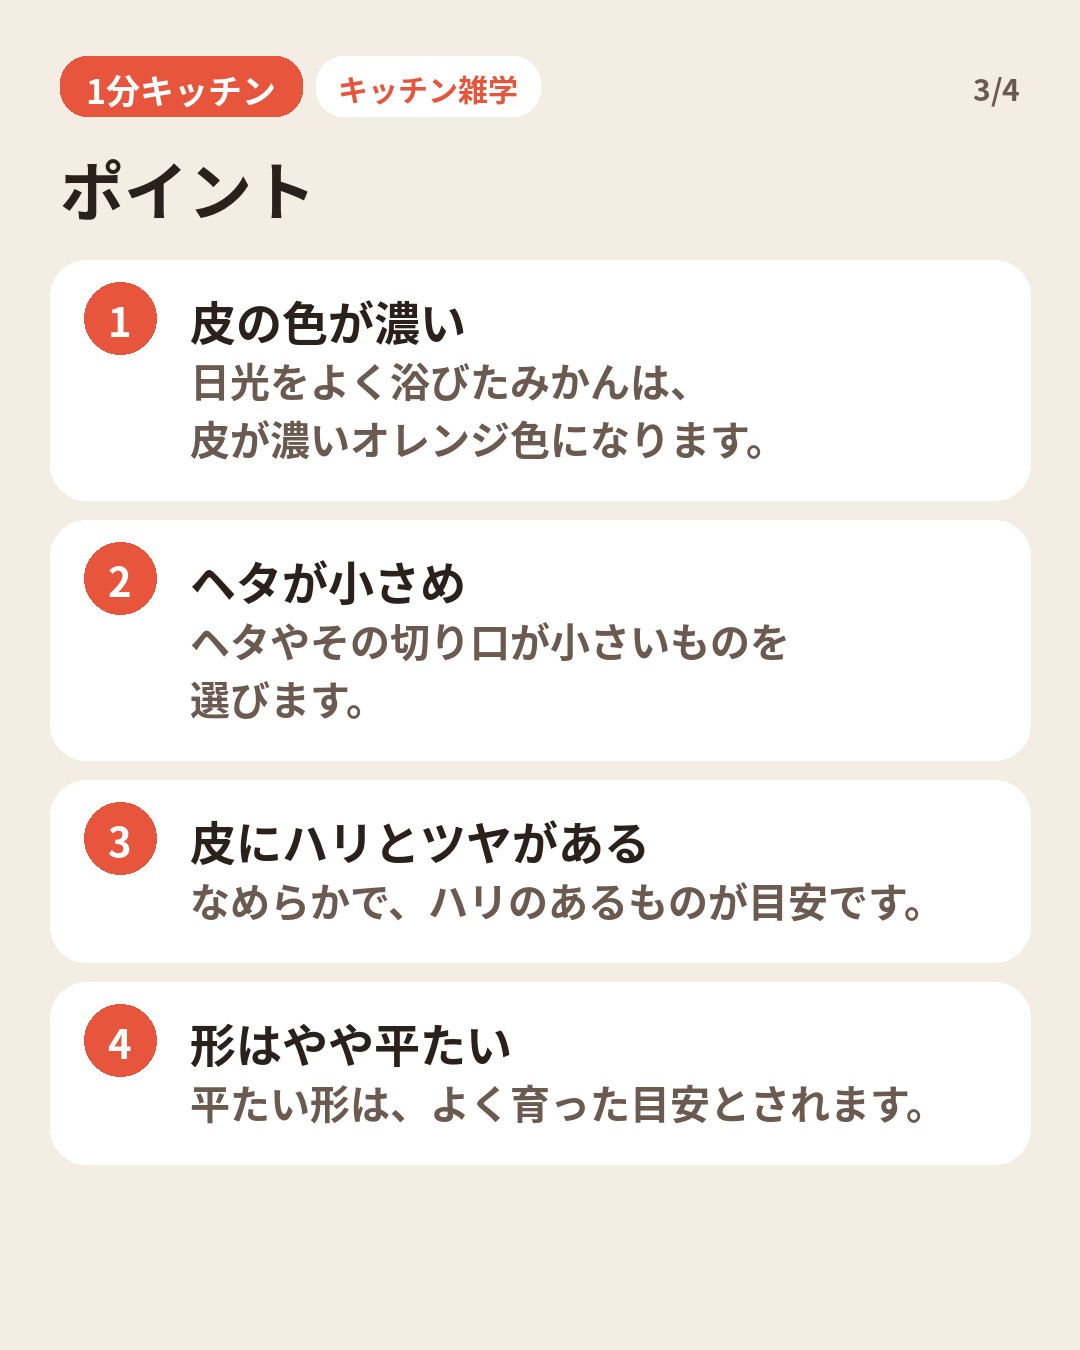 1分キッチン キッチン雑学 3/4
ポイント
1 皮の色が濃い
日光をよく浴びたみかんは、
皮が濃いオレンジ色になります。
2 ヘタが小さめ
ヘタやその切り口が小さいものを
選びます。
3 皮にハリとツヤがある
なめらかで、ハリのあるものが目安です。
4 形はやや平たい
平たい形は、よく育った目安とされます。